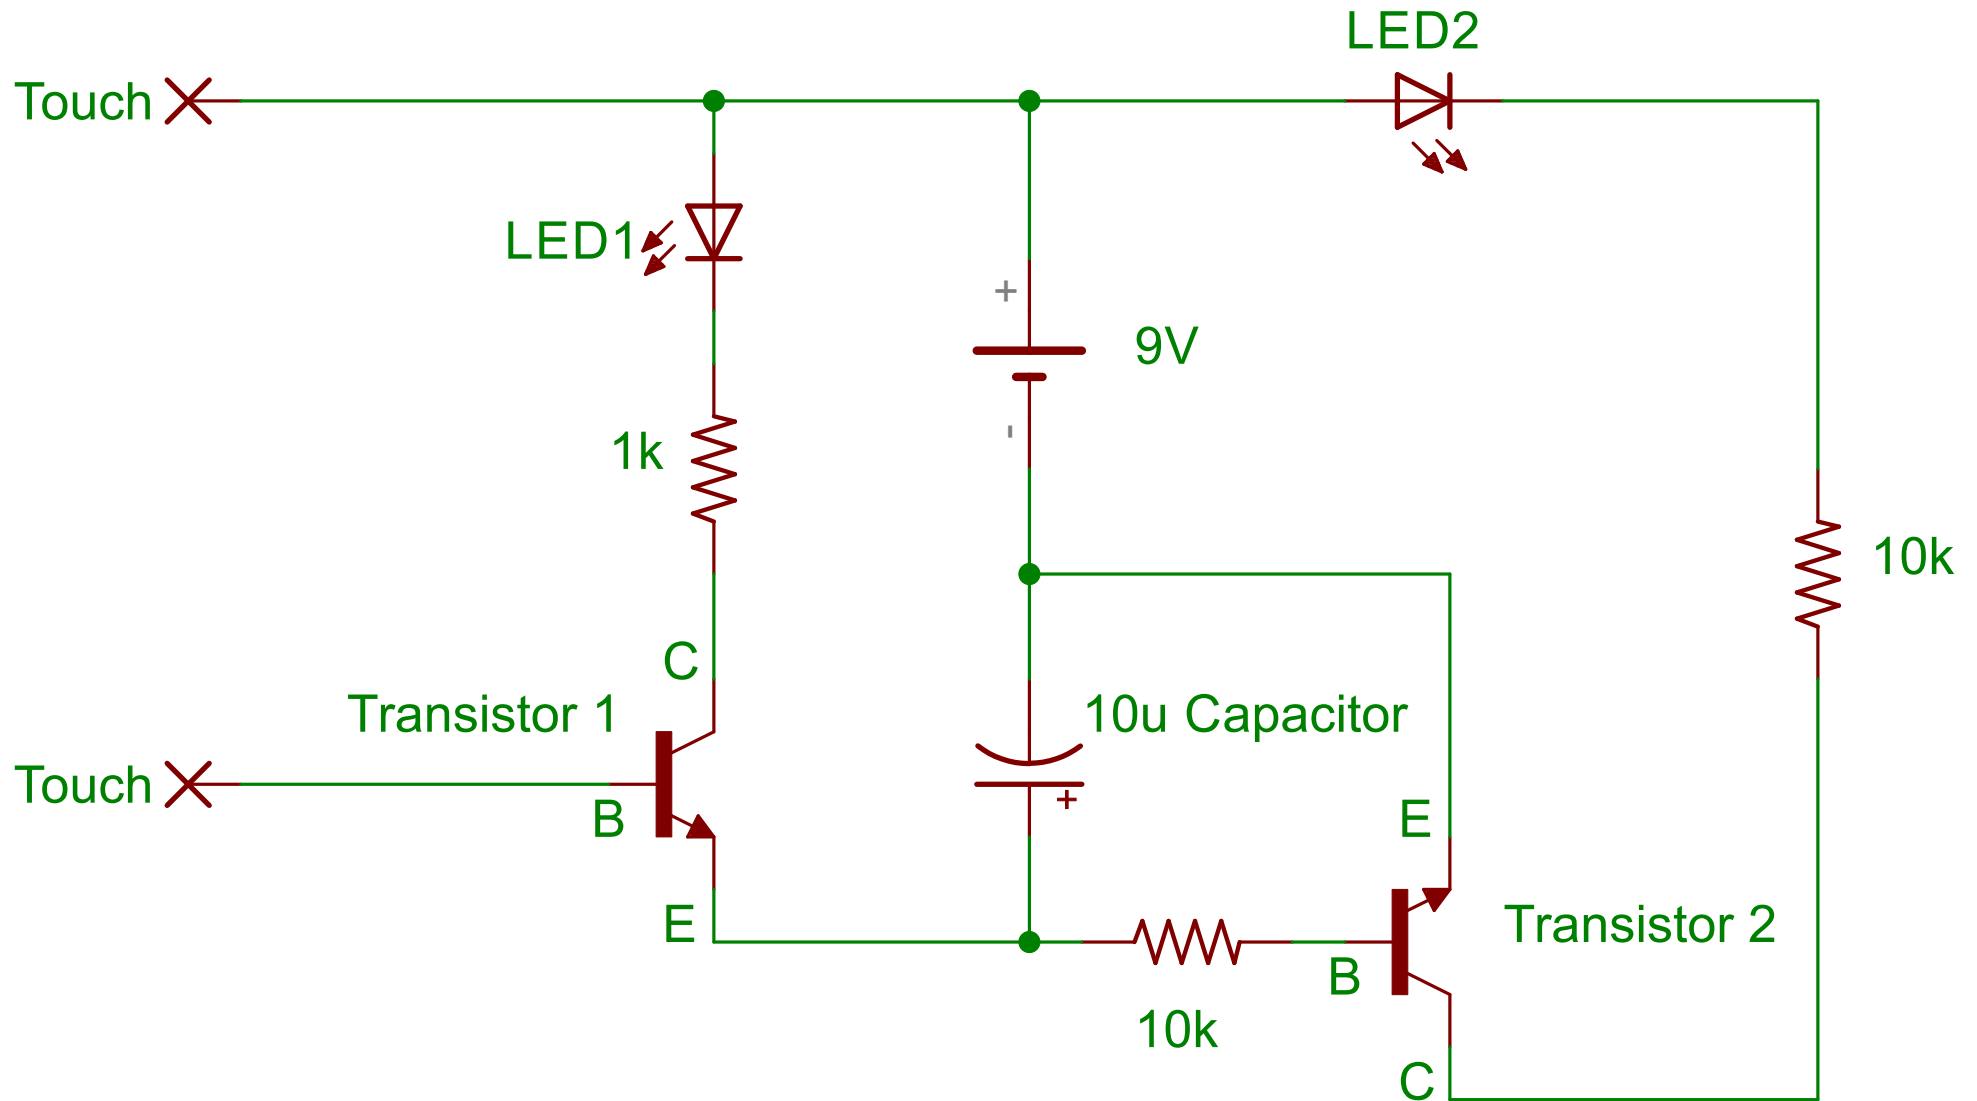 LED2
Touch
LED1
+
9V
-
1k
10k
C
Transistor 1
10u Capacitor
Touch
+
B
E
E
Transistor 2
B
10k
C